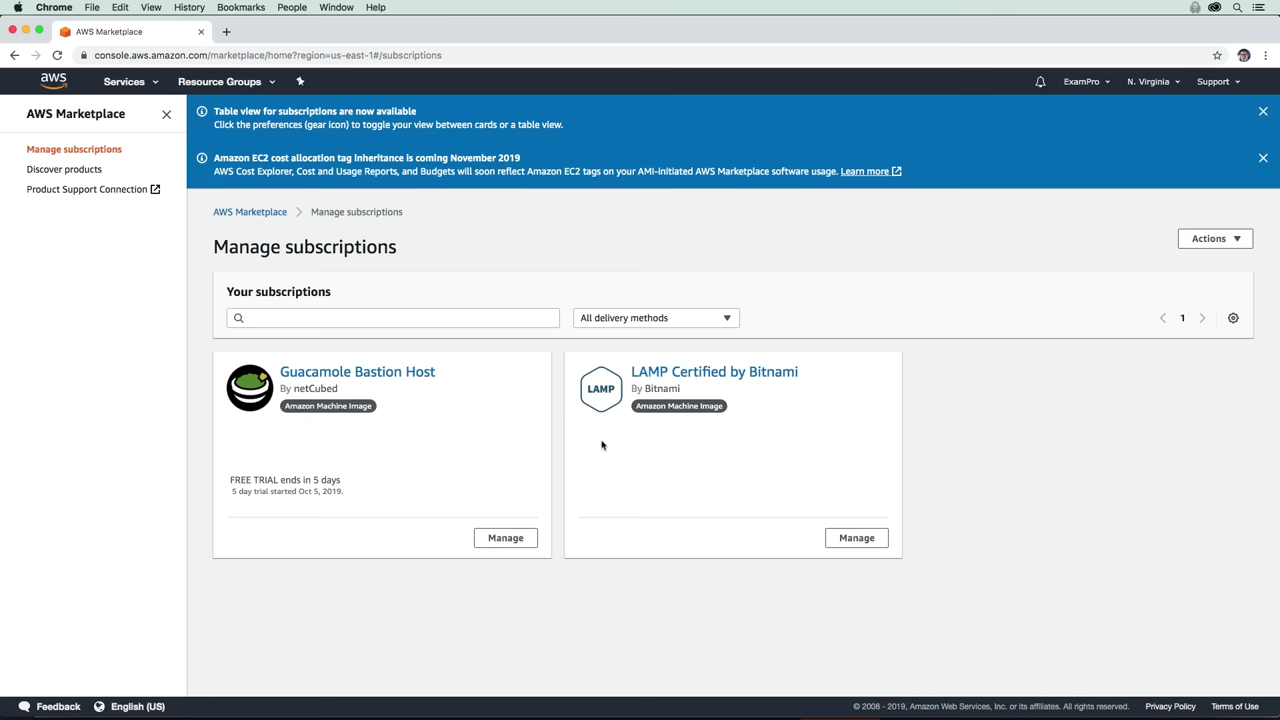 Chrome File Edit View History Bookmarks People Window Help
AWS Marketplace
console.aws.amazon.com/marketplace/home?region=us-east-1#/subscriptions
aws Services Resource Groups ExamPro N. Virginia Support
AWS Marketplace
Manage subscriptions
Discover products
Product Support Connection
Table view for subscriptions are now available
Click the preferences (gear icon) to toggle your view between cards or a table view.
Amazon EC2 cost allocation tag inheritance is coming November 2019
AWS Cost Explorer, Cost and Usage Reports, and Budgets will soon reflect Amazon EC2 tags on your AMI-initiated AWS Marketplace software usage. Learn more
AWS Marketplace Manage subscriptions
Manage subscriptions
Actions
Your subscriptions
All delivery methods
1
Guacamole Bastion Host
By netCubed
Amazon Machine Image
FREE TRIAL ends in 5 days
5 day trial started Oct 5, 2019.
Manage
LAMP
LAMP Certified by Bitnami
By Bitnami
Amazon Machine Image
Manage
Feedback English (US) © 2008 - 2019, Amazon Web Services, Inc. or its affiliates. All rights reserved. Privacy Policy Terms of Use